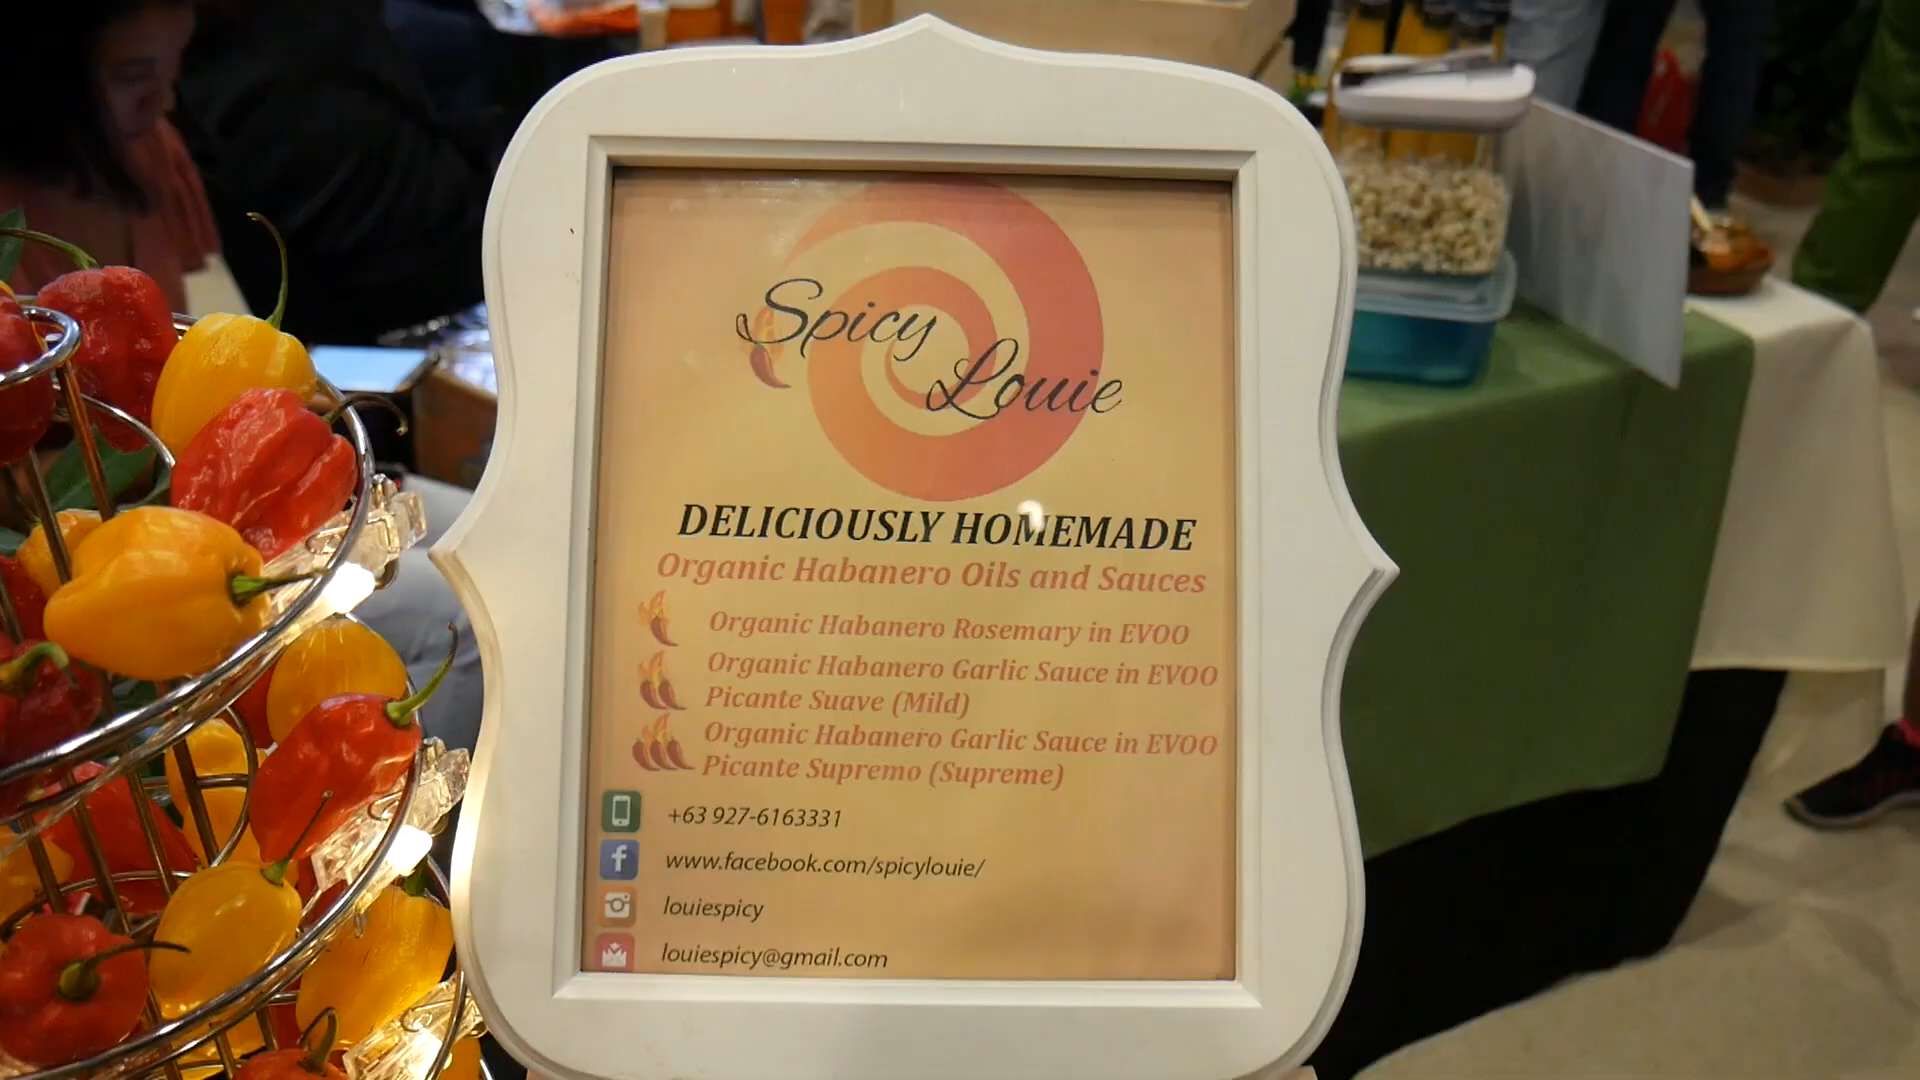 Spicy
Louie
DELICIOUSLY HOMEMADE
Organic Habanero Oils and Sauces
Organic Habanero Rosemary in EVOO
Organic Habanero Garlic Sauce in EVOO
Picante Suave (Mild)
Organic Habanero Garlic Sauce in EVOO
Picante Supremo (Supreme)
+63 927-6163331
www.facebook.com/spicylouie/
louiespicy
louiespicy@gmail.com